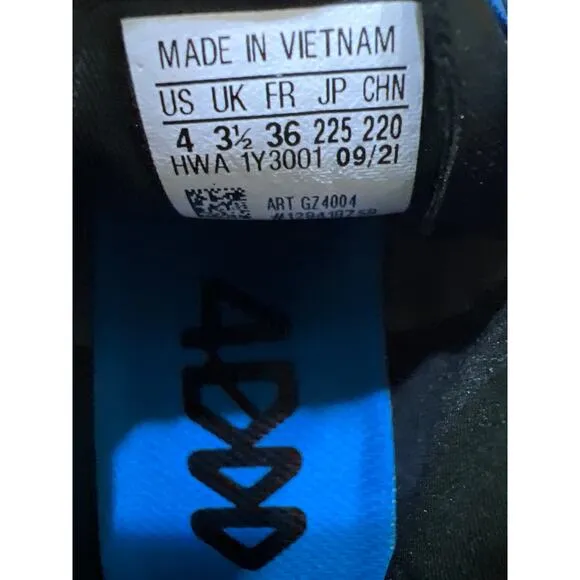 MADE IN VIETNAM
US UK FR JP CHN
4 3½ 36 225 220
HWA 1Y3001 09/21
ART GZ4004